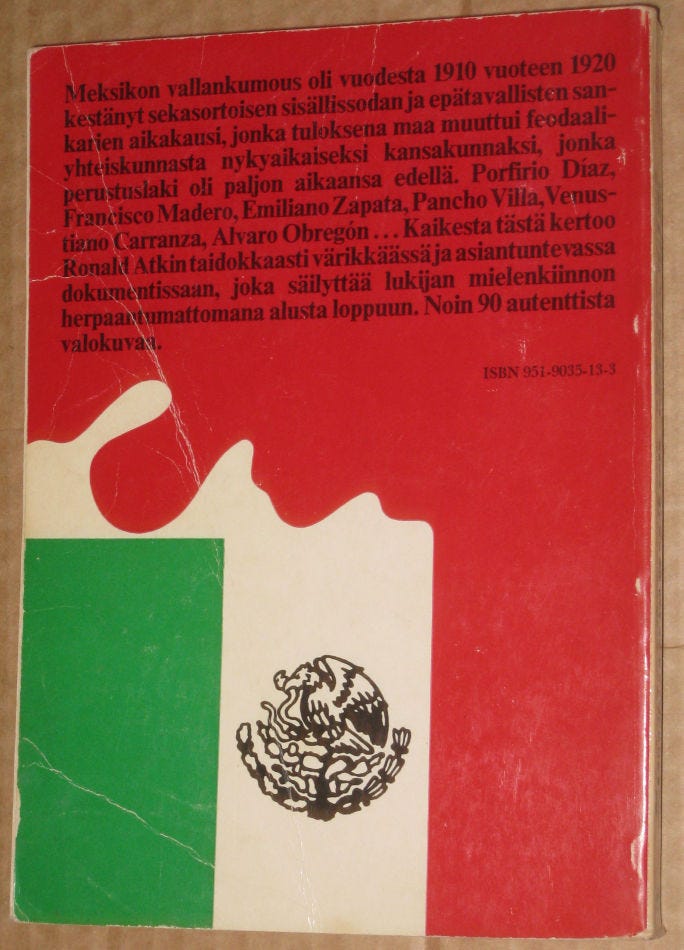 Meksikon vallankumous oli vuodesta 1910 vuoteen 1920
kestänyt sekasortoisen sisällissodan ja epätavallisten san-
karien aikakausi, jonka tuloksena maa muuttui feodaali-
yhteiskunnasta nykyaikaiseksi kansakunnaksi, jonka
perustuslaki oli paljon aikaansa edellä. Porfirio Díaz,
Francisco Madero, Emiliano Zapata, Pancho Villa, Venus-
tiano Carranza, Alvaro Obregón ... Kaikesta tästä kertoo
Ronald Atkin taidokkaasti värikkäässä ja asiantuntevassa
dokumentissaan, joka säilyttää lukijan mielenkiinnon
herpaantumattomana alusta loppuun. Noin 90 autenttista
valokuvaa.
ISBN 951-9035-13-3